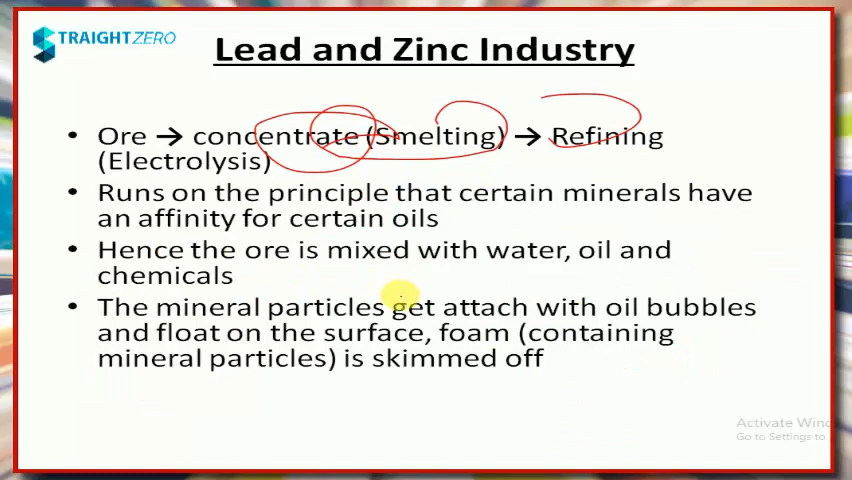 TRAIGHTZERO
Lead and Zinc Industry
• Ore → concentrate (Smelting) → Refining
(Electrolysis)
• Runs on the principle that certain minerals have
an affinity for certain oils
• Hence the ore is mixed with water, oil and
chemicals
• The mineral particles get attach with oil bubbles
and float on the surface, foam (containing
mineral particles) is skimmed off
Activate Wind
Go to Settings to